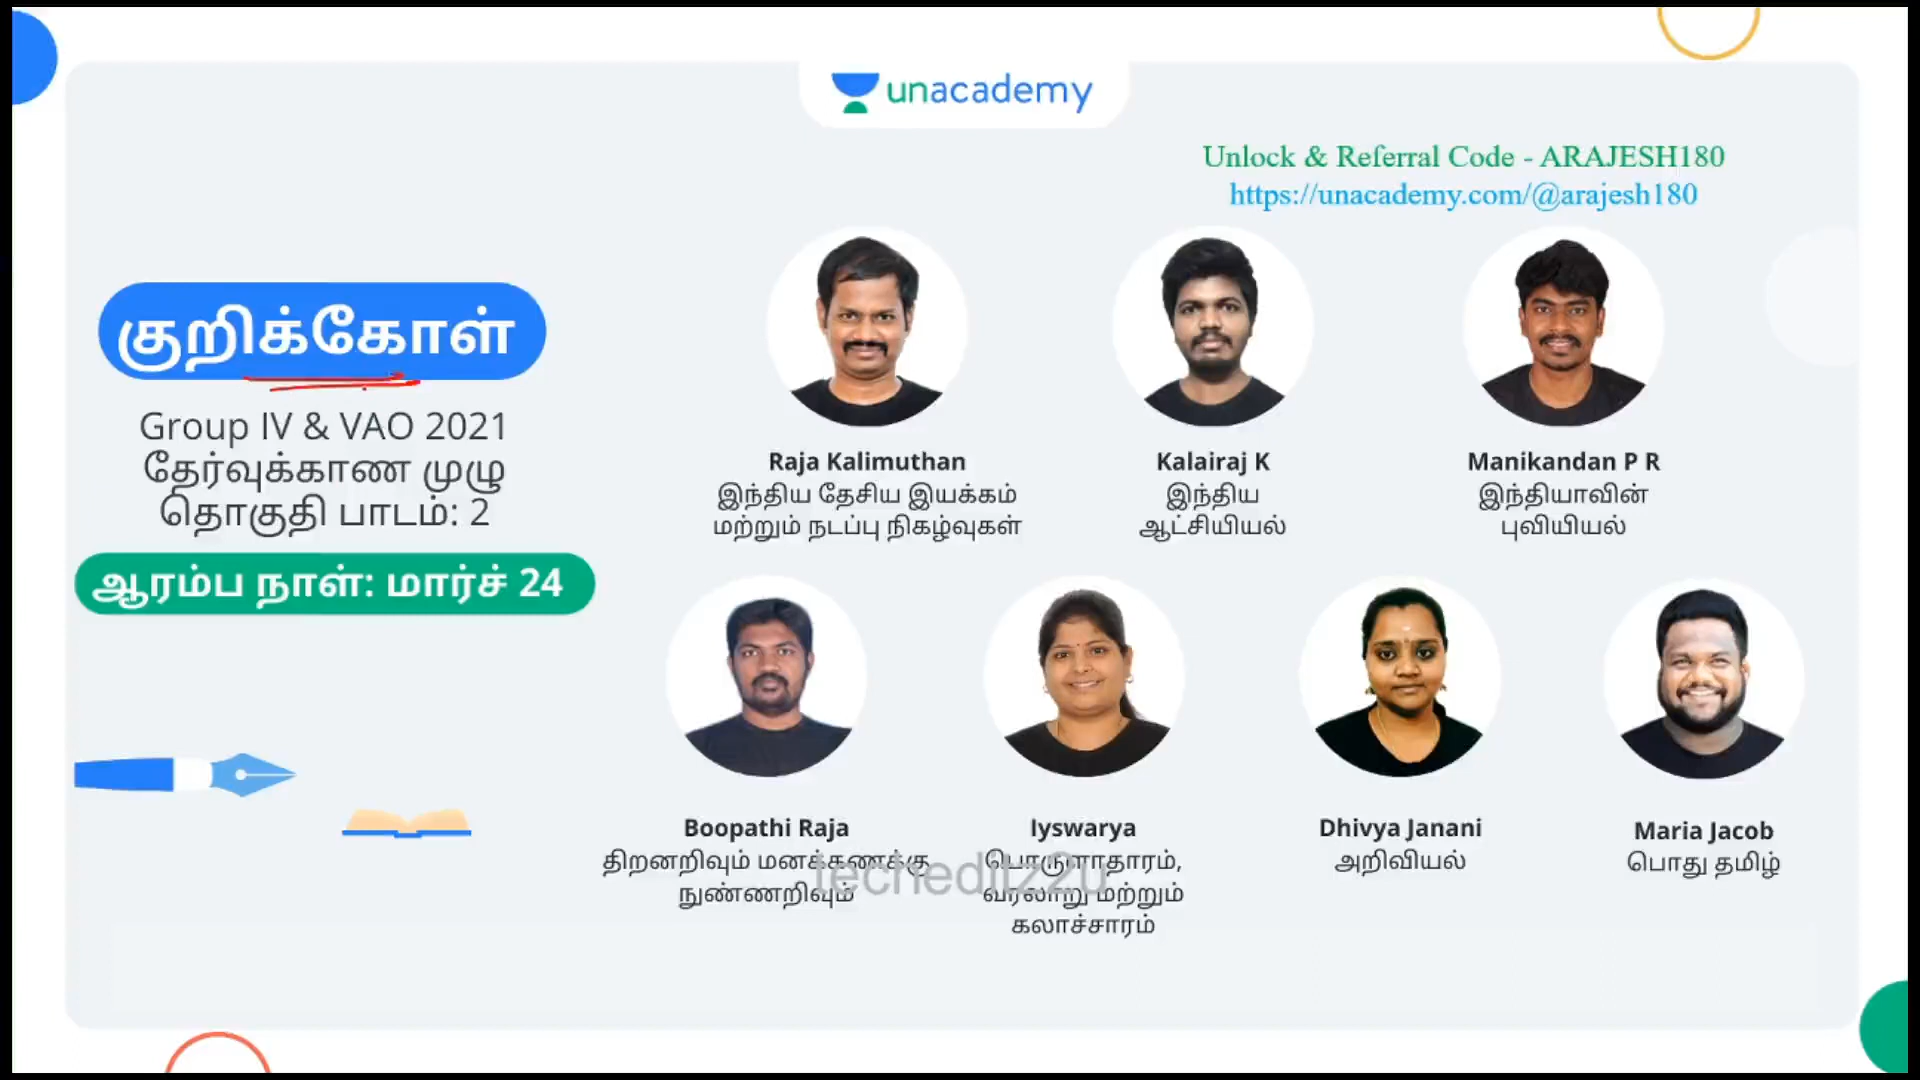 unacademy
Unlock & Referral Code - ARAJESH180
https://unacademy.com/@arajesh180
குறிக்கோள்
Group IV & VAO 2021
தேர்வுக்காண முழு
தொகுதி பாடம்: 2
ஆரம்ப நாள்: மார்ச் 24
Raja Kalimuthan
இந்திய தேசிய இயக்கம்
மற்றும் நடப்பு நிகழ்வுகள்
Kalairaj K
இந்திய
ஆட்சியியல்
Manikandan P R
இந்தியாவின்
புவியியல்
Boopathi Raja
திறனறிவும் மனக்கணக்கு
நுண்ணறிவும்
Iyswarya
பொருளாதாரம்,
வரலாறு மற்றும்
கலாச்சாரம்
Dhivya Janani
அறிவியல்
Maria Jacob
பொது தமிழ்
techeditz2u